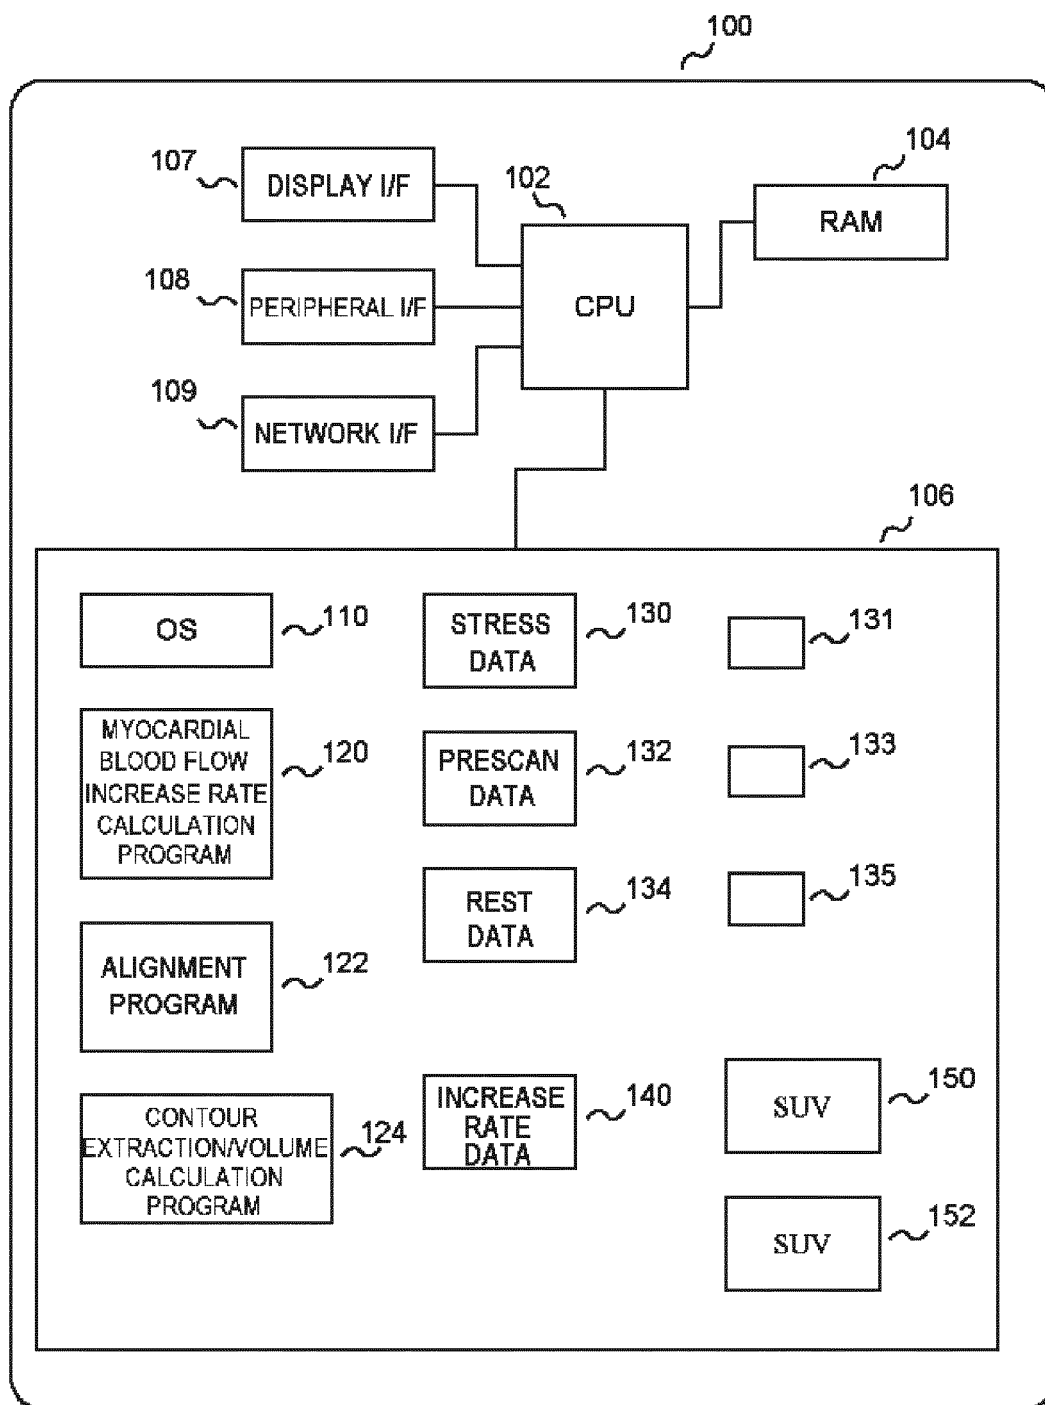 100
107
DISPLAY I/F
102
104
RAM
108
PERIPHERAL I/F
CPU
109
NETWORK I/F
106
OS
110
STRESS
DATA
130
131
MYOCARDIAL
BLOOD FLOW
INCREASE RATE
CALCULATION
PROGRAM
120
PRESCAN
DATA
132
133
REST
DATA
134
135
ALIGNMENT
PROGRAM
122
INCREASE
RATE
DATA
140
SUV
150
CONTOUR
EXTRACTION/VOLUME
CALCULATION
PROGRAM
124
SUV
152